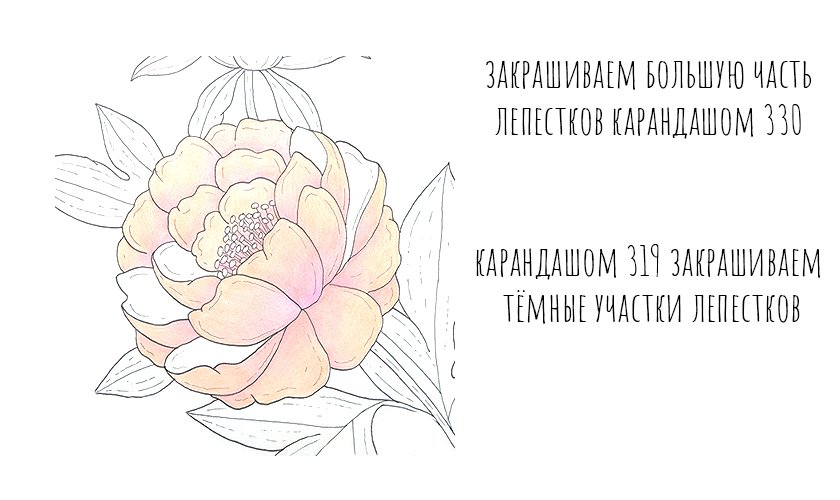 ЗАКРАШИВАЕМ БОЛЬШУЮ ЧАСТЬ
ЛЕПЕСТКОВ КАРАНДАШОМ 330
КАРАНДАШОМ 319 ЗАКРАШИВАЕМ
ТЁМНЫЕ УЧАСТКИ ЛЕПЕСТКОВ